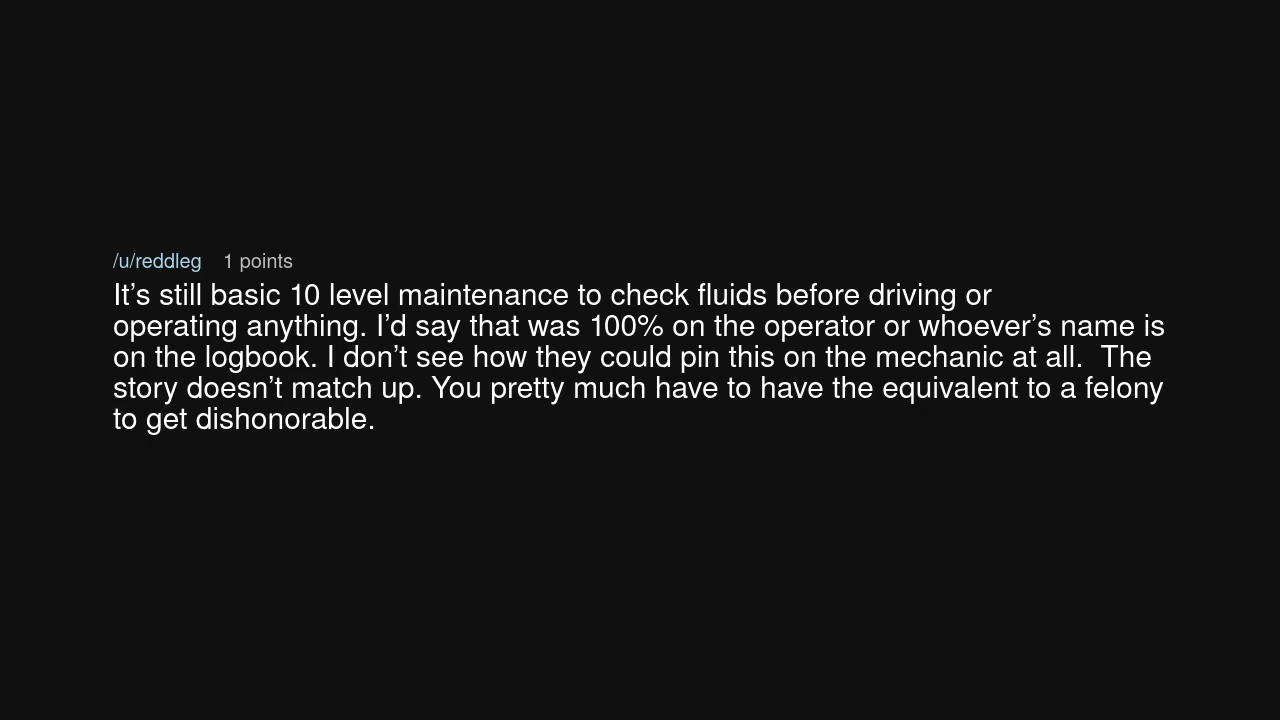 /u/reddleg 1 points
It’s still basic 10 level maintenance to check fluids before driving or
operating anything. I’d say that was 100% on the operator or whoever’s name is
on the logbook. I don’t see how they could pin this on the mechanic at all.  The
story doesn’t match up. You pretty much have to have the equivalent to a felony
to get dishonorable.